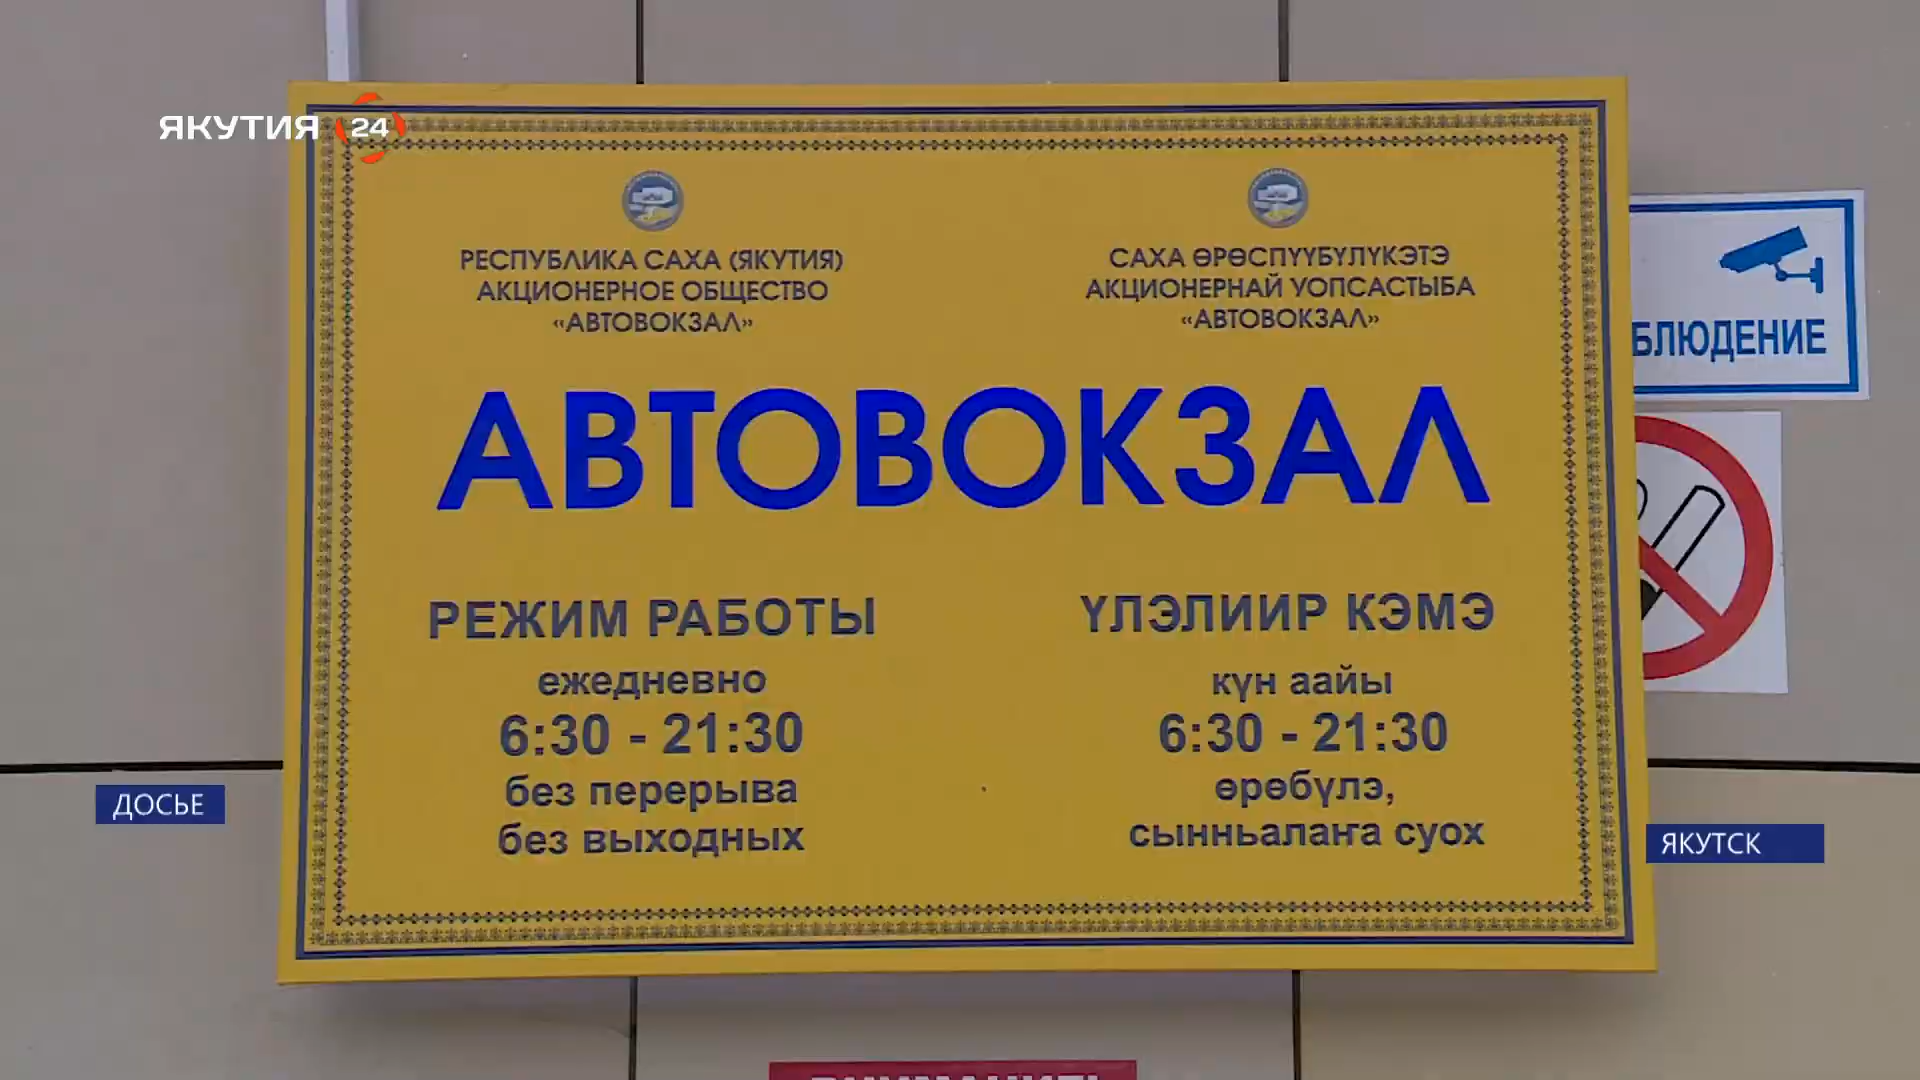 ЯКУТИЯ 24
РЕСПУБЛИКА САХА (ЯКУТИЯ)
АКЦИОНЕРНОЕ ОБЩЕСТВО
«АВТОВОКЗАЛ»
САХА ӨРӨСПҮҮБҮЛҮКЭТЭ
АКЦИОНЕРНАЙ УОПСАСТЫБА
«АВТОВОКЗАЛ»
АВТОВОКЗАЛ
РЕЖИМ РАБОТЫ
ежедневно
6:30 - 21:30
без перерыва
без выходных
ҮЛЭЛИИР КЭМЭ
күн аайы
6:30 - 21:30
өрөбүлэ,
сынньалаҥа суох
БЛЮДЕНИЕ
ДОСЬЕ
ЯКУТСК